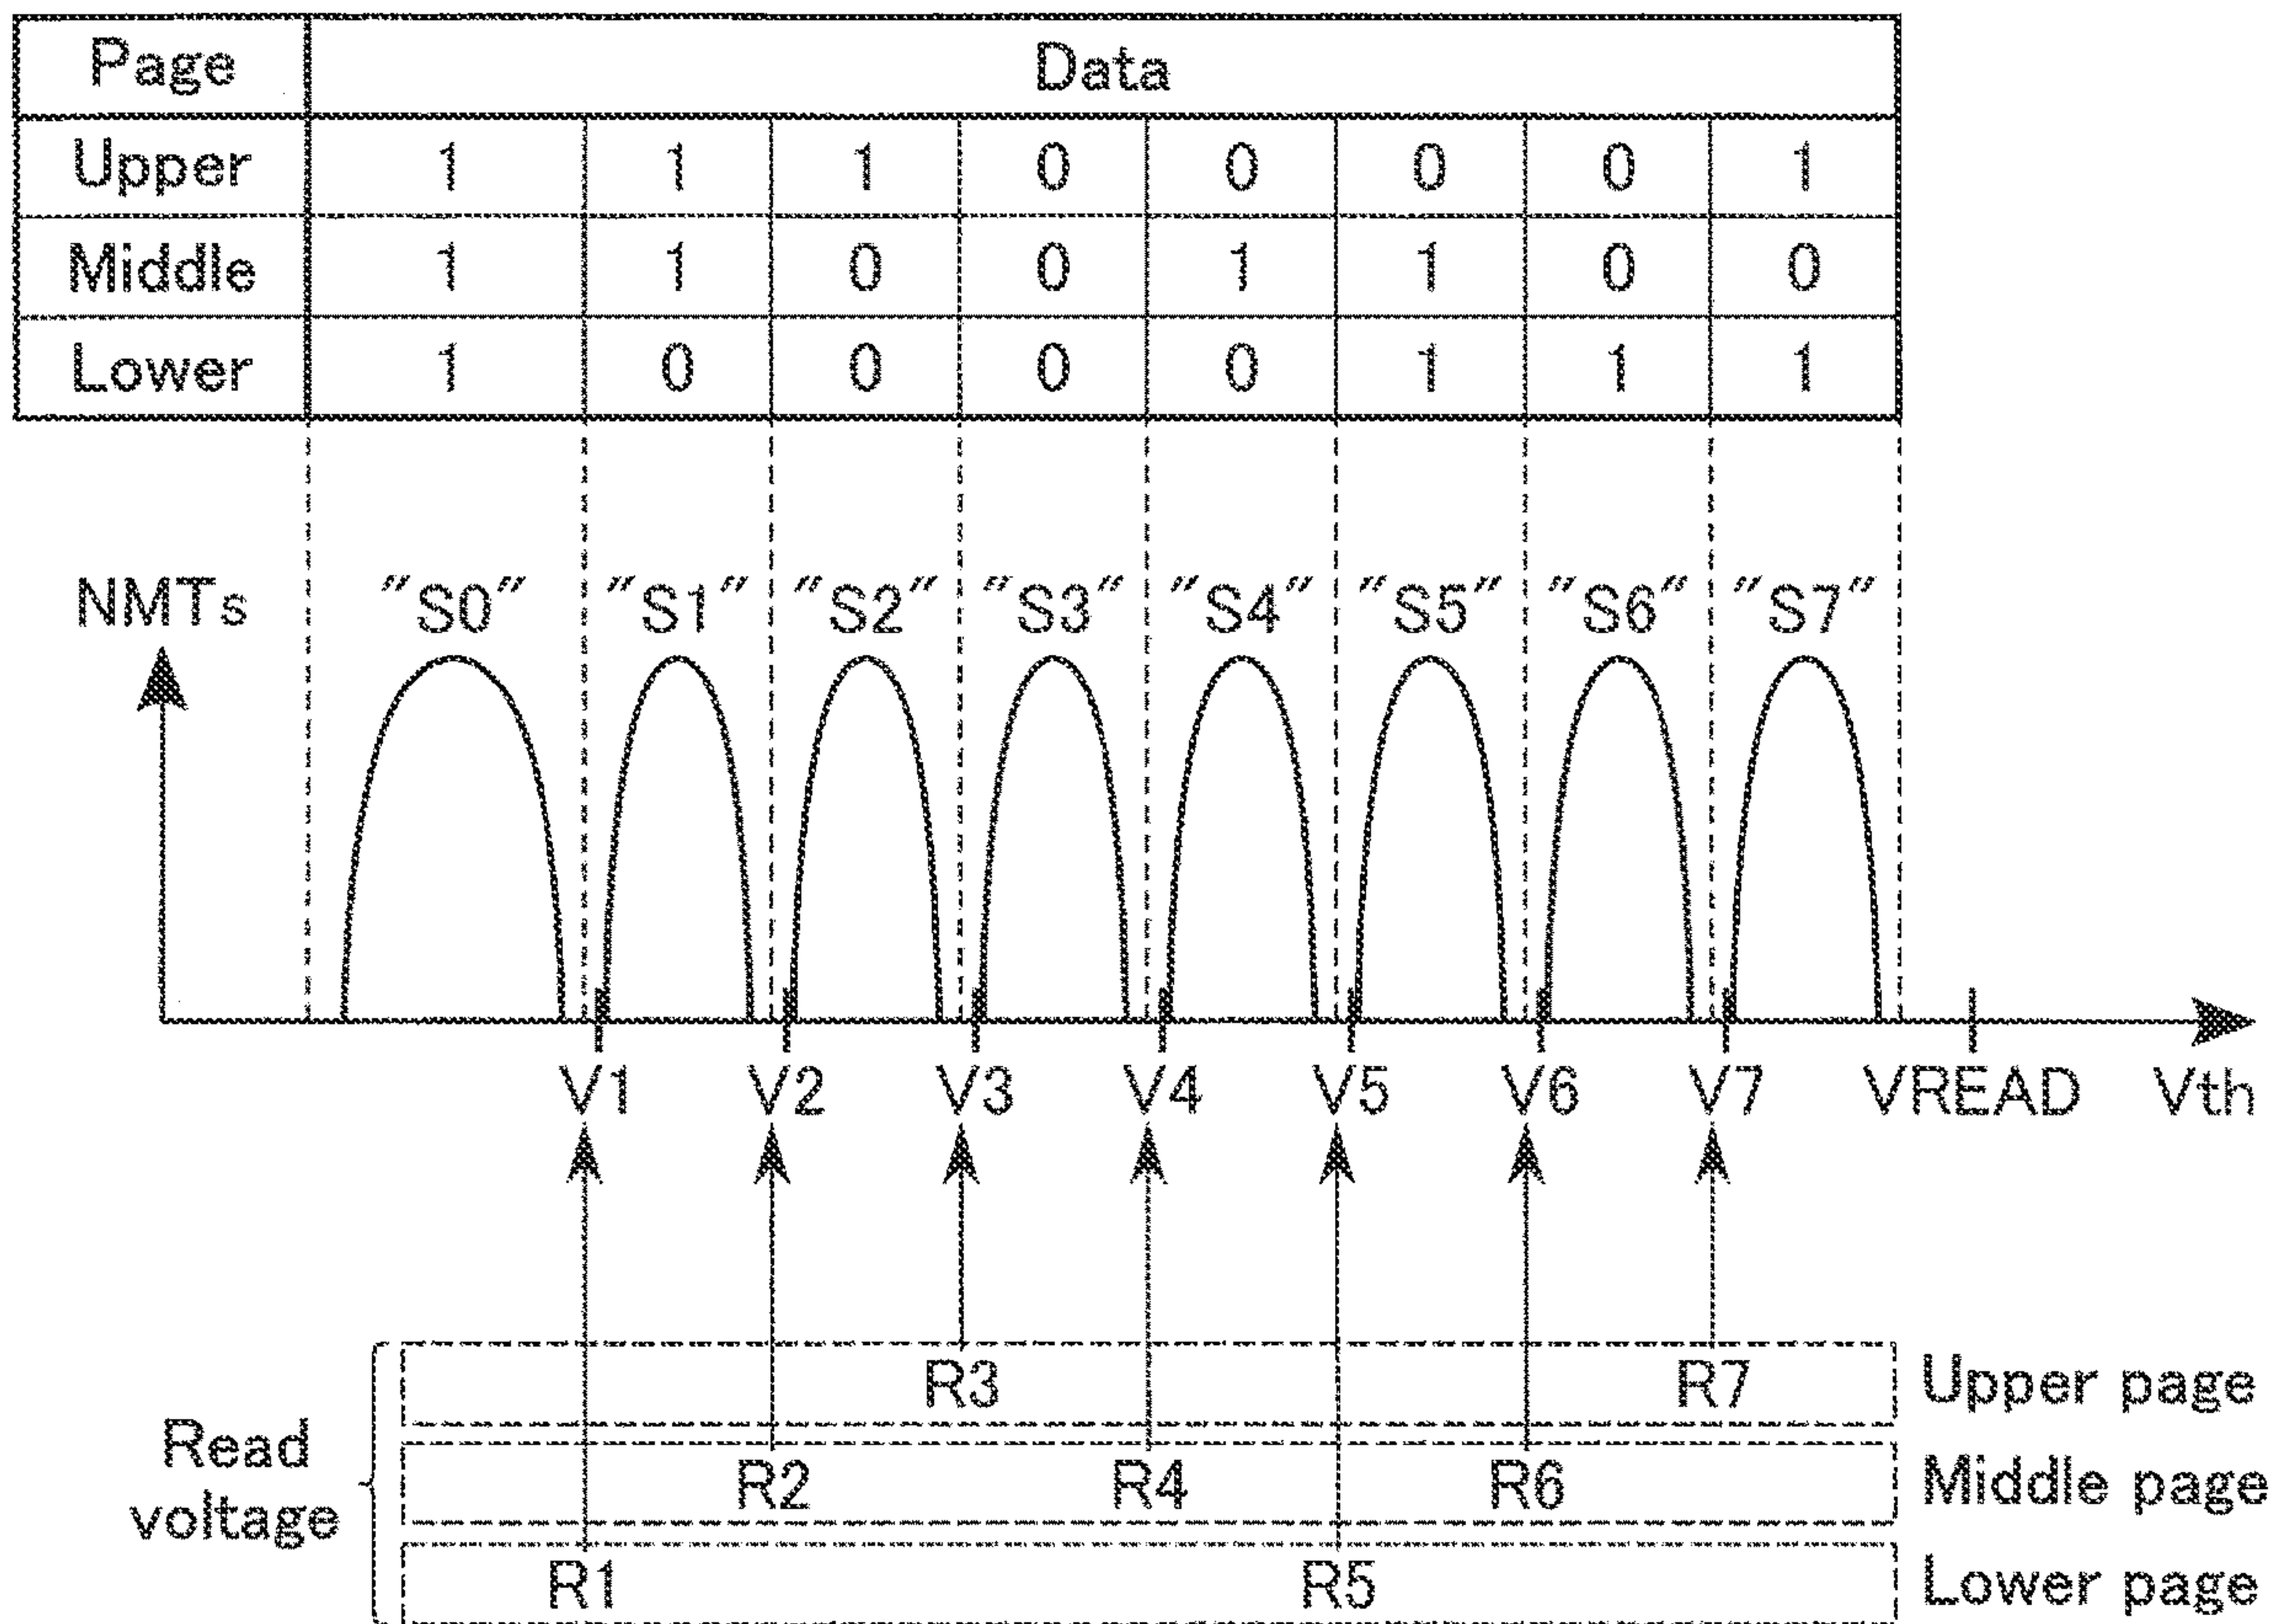 Page Data
Upper 1 1 1 0 0 0 0 1
Middle 1 1 0 0 1 1 0 0
Lower 1 0 0 0 0 1 1 1
NMTs "S0" "S1" "S2" "S3" "S4" "S5" "S6" "S7"
V1 V2 V3 V4 V5 V6 V7 VREAD Vth
Read
voltage
R3 R7 Upper page
R2 R4 R6 Middle page
R1 R5 Lower page